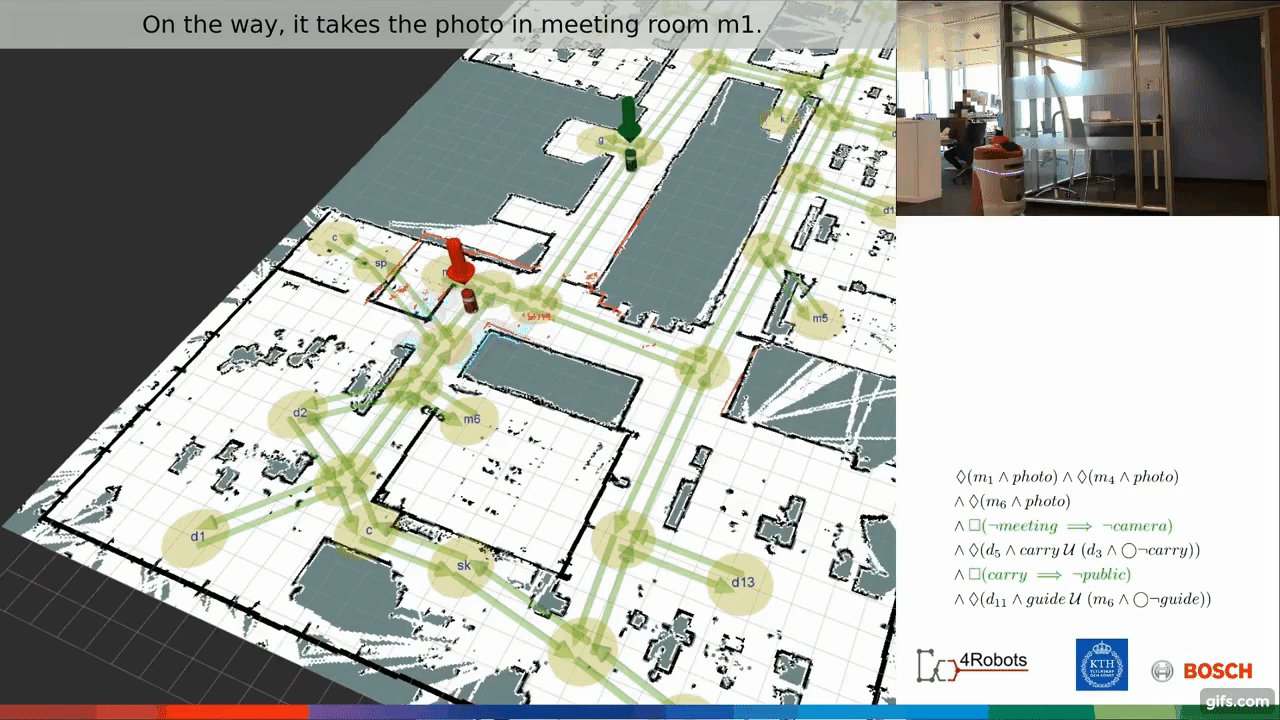 On the way, it takes the photo in meeting room m1.
g
k
c
sp
d1
m5
d2
m6
d1
c
sk
d13
◊(m₁ ∧ photo) ∧ ◊(m₄ ∧ photo)
∧ ◊(m₆ ∧ photo)
∧ □(¬meeting ⟹ ¬camera)
∧ ◊(d₅ ∧ carry 𝒰 (d₃ ∧ ◯¬carry))
∧ □(carry ⟹ ¬public)
∧ ◊(d₁₁ ∧ guide 𝒰 (m₆ ∧ ◯¬guide))
4Robots
KTH
BOSCH
gifs.com